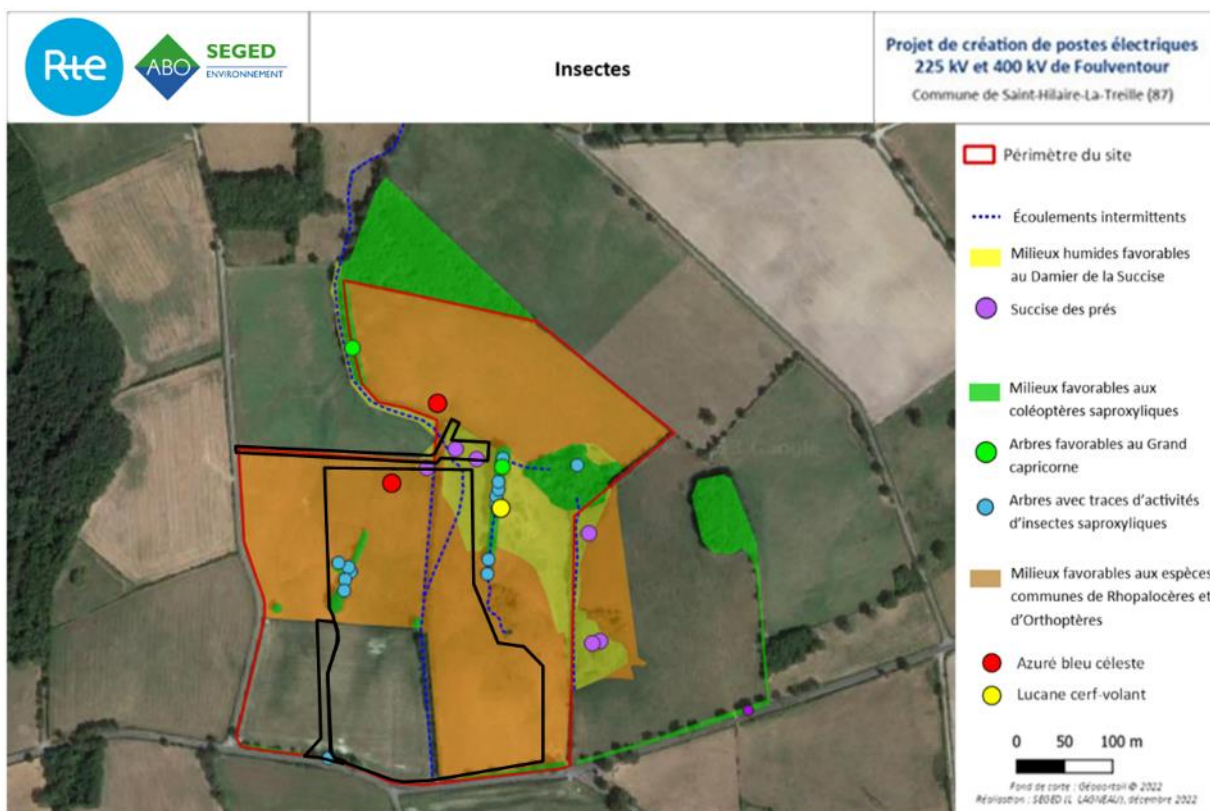 Rte
ABO
SEGED
ENVIRONNEMENT
Insectes
Projet de création de postes électriques
225 kV et 400 kV de Foulventour
Commune de Saint-Hilaire-La-Treille (87)
Périmètre du site
Écoulements intermittents
Milieux humides favorables
au Damier de la Succise
Succise des prés
Milieux favorables aux
coléoptères saproxyliques
Arbres favorables au Grand
capricorne
Arbres avec traces d'activités
d'insectes saproxyliques
Milieux favorables aux espèces
communes de Rhopalocères et
d'Orthoptères
Azuré bleu céleste
Lucane cerf-volant
0 50 100 m
Fond de carte : Géoportail © 2022
Réalisation : SEGED (L. LAGNEAU), décembre 2022